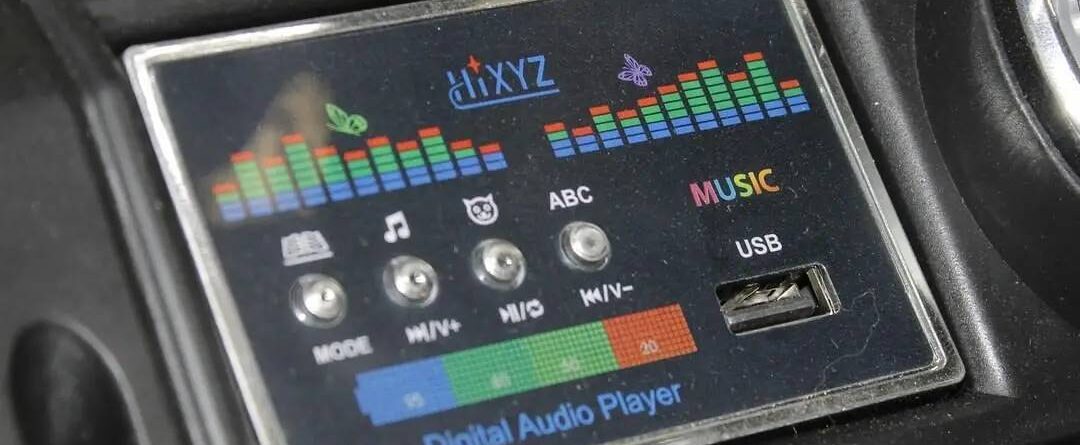 HiXYZ
MUSIC
ABC
USB
MODE
⏭/V+
⏯/🔁
⏮/V−
20
Digital Audio Player